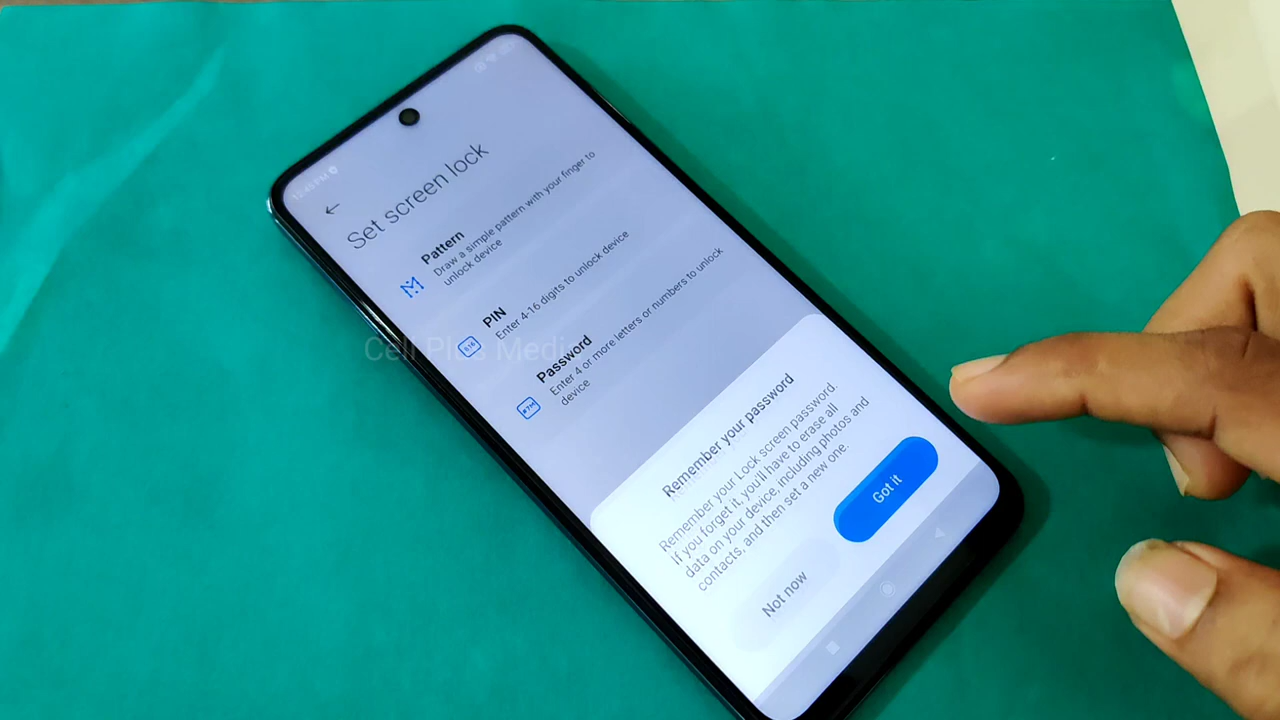 Set screen lock
Pattern
Draw a simple pattern with your finger to
unlock device
PIN
Enter 4-16 digits to unlock device
Password
Enter 4 or more letters or numbers to unlock
device
Cell Plus Media
Remember your password
Remember your Lock screen password.
If you forget it, you'll have to erase all
data on your device, including photos and
contacts, and then set a new one.
Got it
Not now